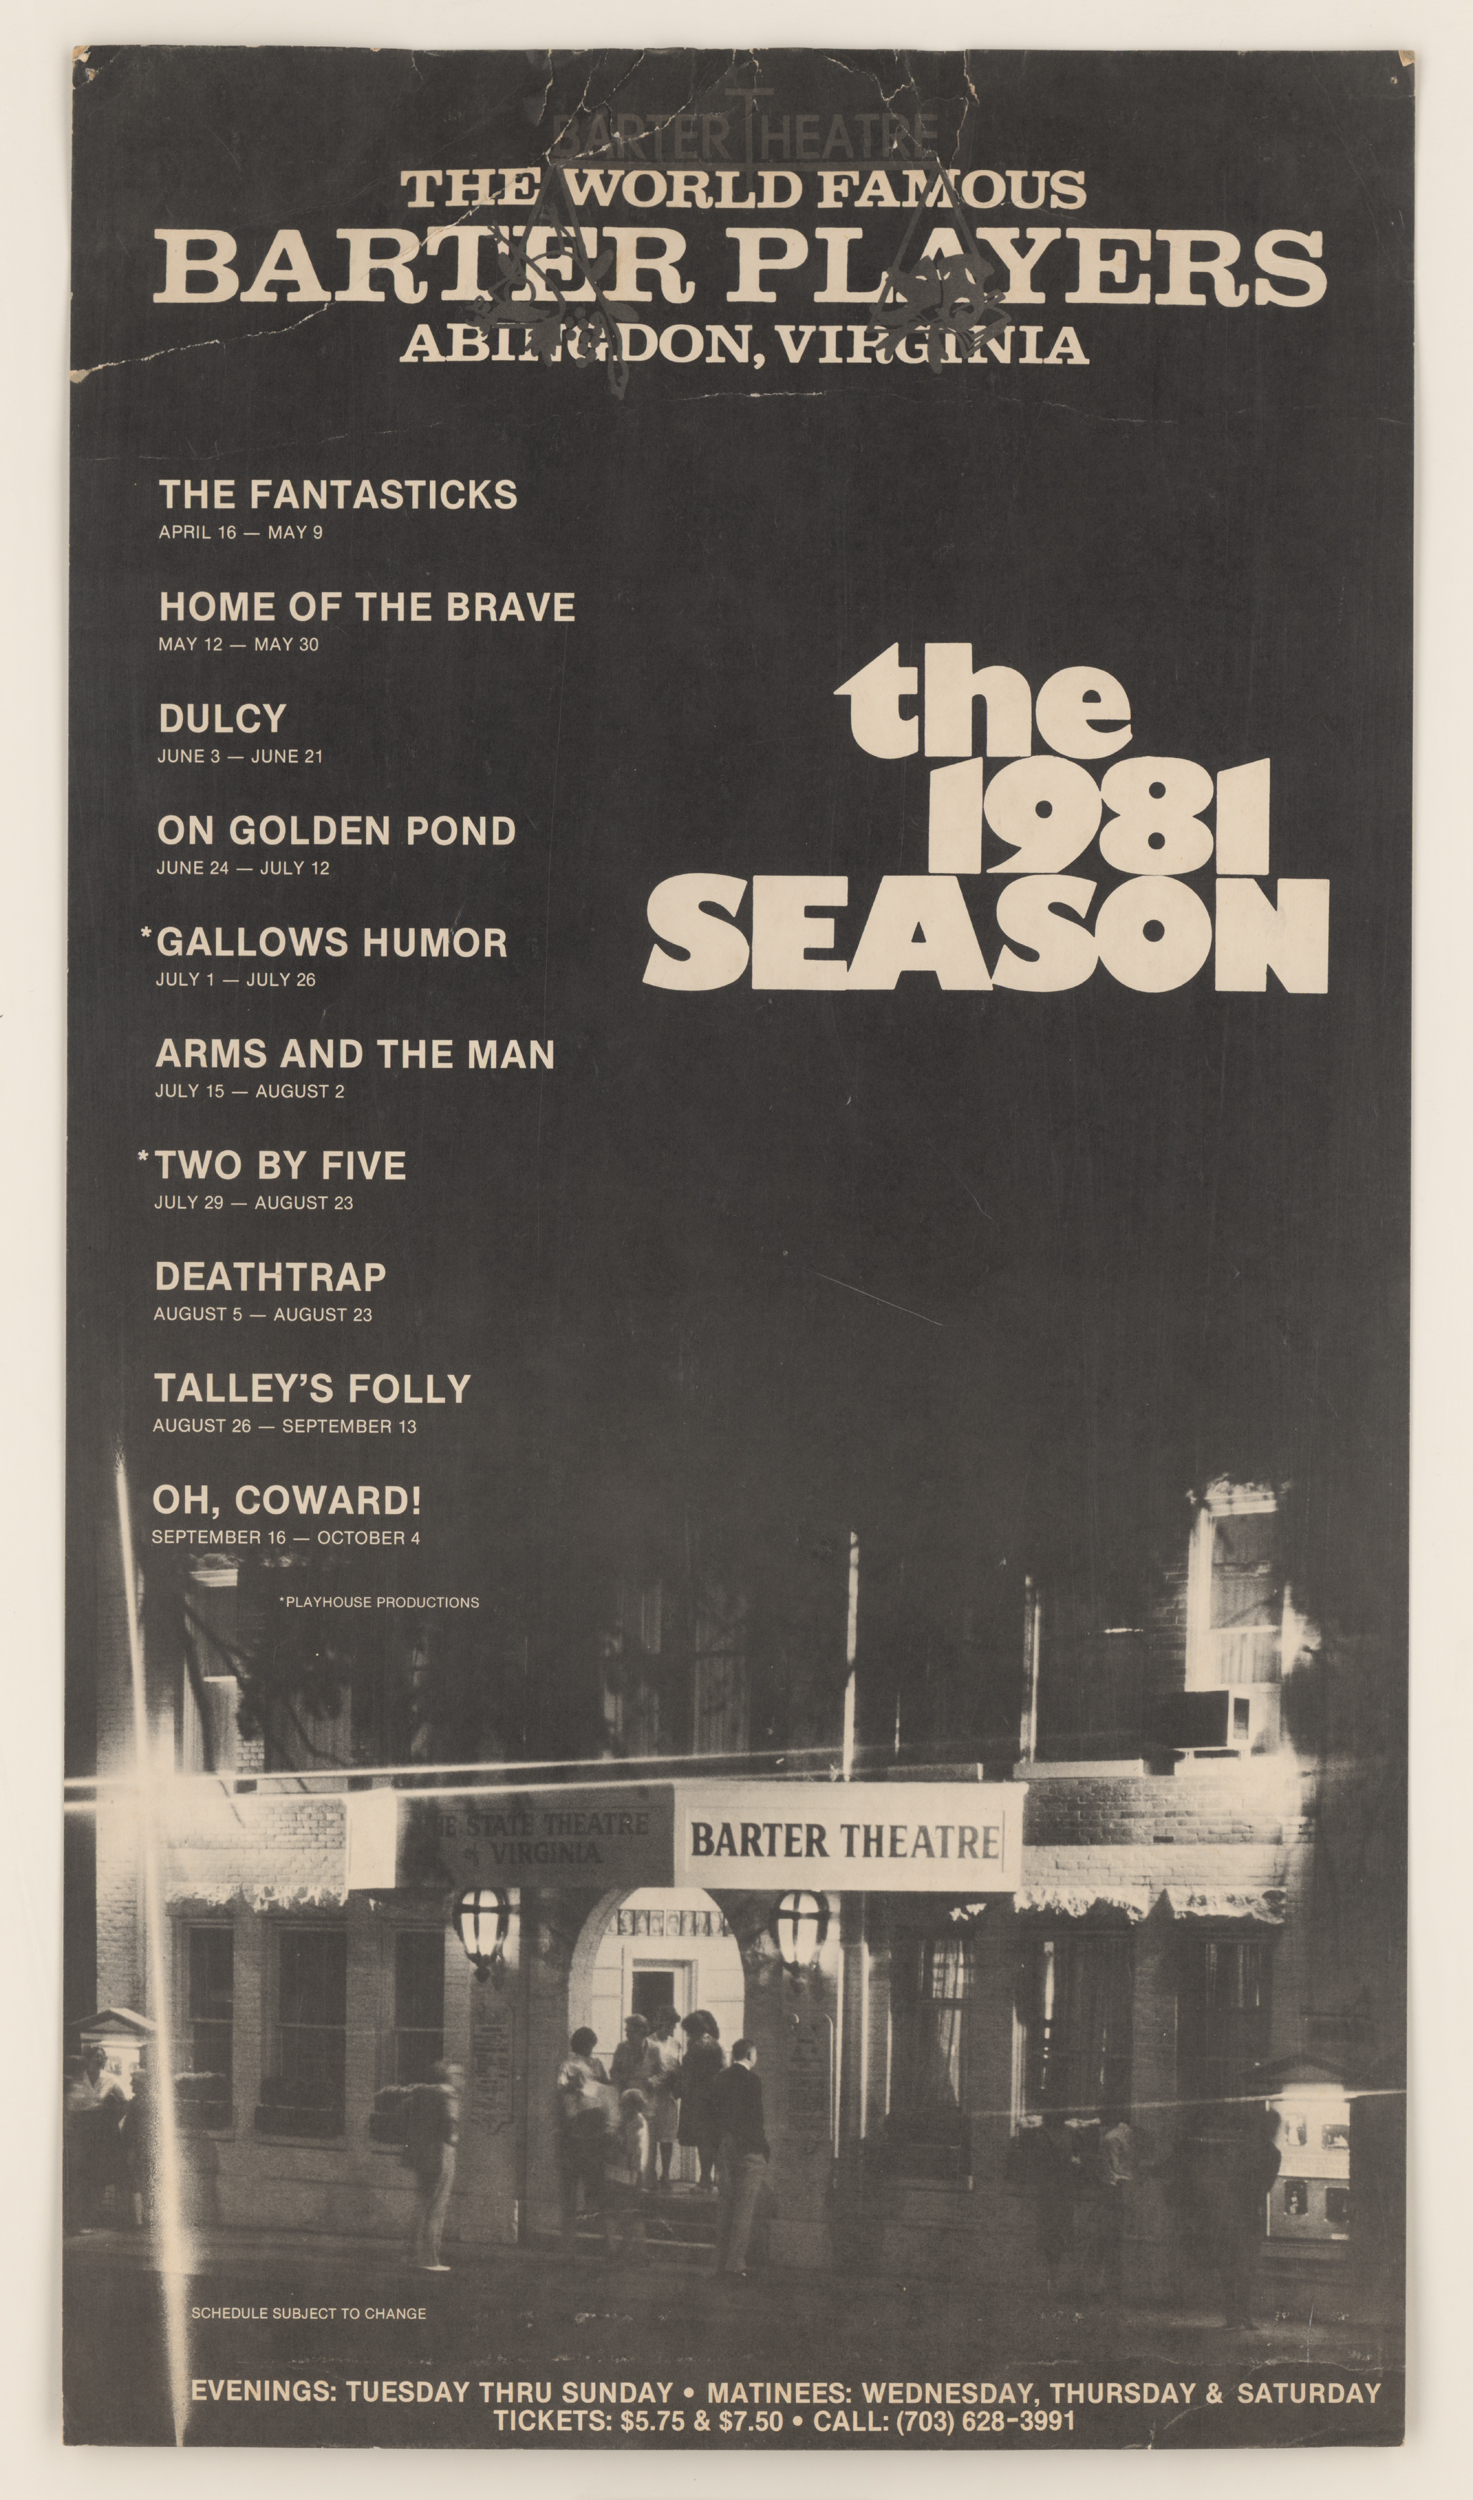 BARTER THEATRE
THE WORLD FAMOUS
BARTER PLAYERS
ABINGDON, VIRGINIA
THE FANTASTICKS
APRIL 16 — MAY 9
HOME OF THE BRAVE
MAY 12 — MAY 30
DULCY
JUNE 3 — JUNE 21
ON GOLDEN POND
JUNE 24 — JULY 12
*GALLOWS HUMOR
JULY 1 — JULY 26
ARMS AND THE MAN
JULY 15 — AUGUST 2
*TWO BY FIVE
JULY 29 — AUGUST 23
DEATHTRAP
AUGUST 5 — AUGUST 23
TALLEY'S FOLLY
AUGUST 26 — SEPTEMBER 13
OH, COWARD!
SEPTEMBER 16 — OCTOBER 4
*PLAYHOUSE PRODUCTIONS
the
1981
SEASON
STATE THEATRE
of VIRGINIA
BARTER THEATRE
SCHEDULE SUBJECT TO CHANGE
EVENINGS: TUESDAY THRU SUNDAY • MATINEES: WEDNESDAY, THURSDAY & SATURDAY
TICKETS: $5.75 & $7.50 • CALL: (703) 628-3991